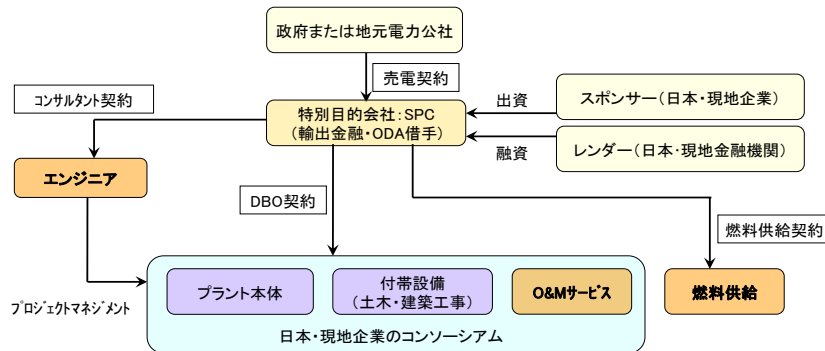 政府または地元電力公社
売電契約
コンサルタント契約
出資
スポンサー（日本・現地企業）
特別目的会社：SPC
（輸出金融・ODA借手）
融資
レンダー（日本・現地金融機関）
エンジニア
DBO契約
燃料供給契約
プラント本体
付帯設備
（土木・建築工事）
O&Mサービス
燃料供給
プロジェクトマネジメント
日本・現地企業のコンソーシアム